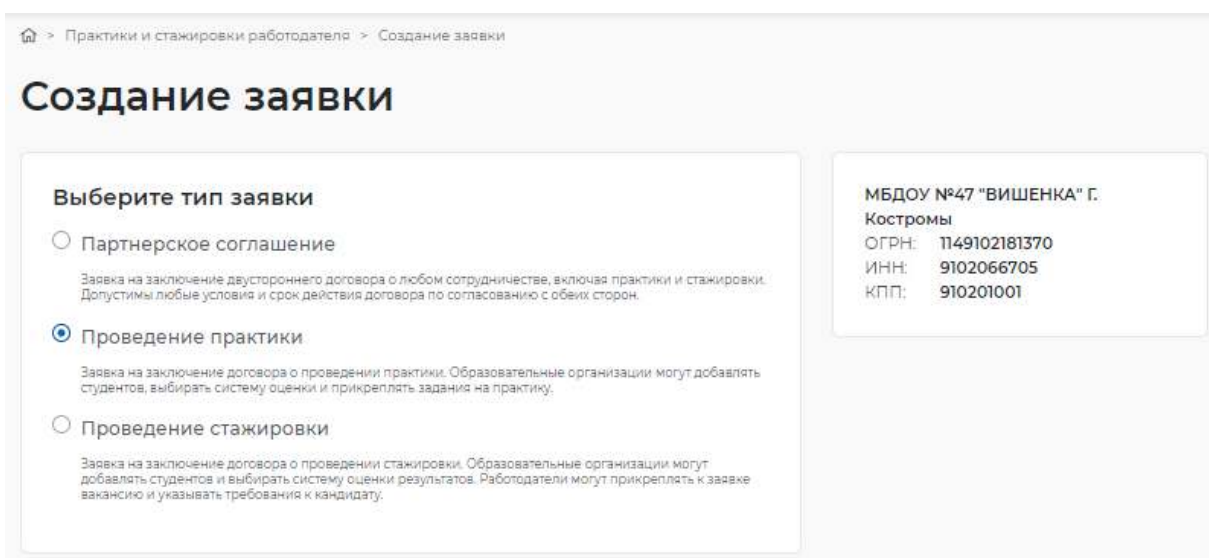 > Практики и стажировки работодателя > Создание заявки
Создание заявки
Выберите тип заявки
Партнерское соглашение
Заявка на заключение двустороннего договора о любом сотрудничестве, включая практики и стажировки.
Допустимы любые условия и срок действия договора по согласованию с обеих сторон.
Проведение практики
Заявка на заключение договора о проведении практики. Образовательные организации могут добавлять
студентов, выбирать систему оценки и прикреплять задания на практику.
Проведение стажировки
Заявка на заключение договора о проведении стажировки. Образовательные организации могут
добавлять студентов и выбирать систему оценки результатов. Работодатели могут прикреплять к заявке
вакансию и указывать требования к кандидату.
МБДОУ №47 "ВИШЕНКА" Г.
Костромы
ОГРН: 1149102181370
ИНН: 9102066705
КПП: 910201001